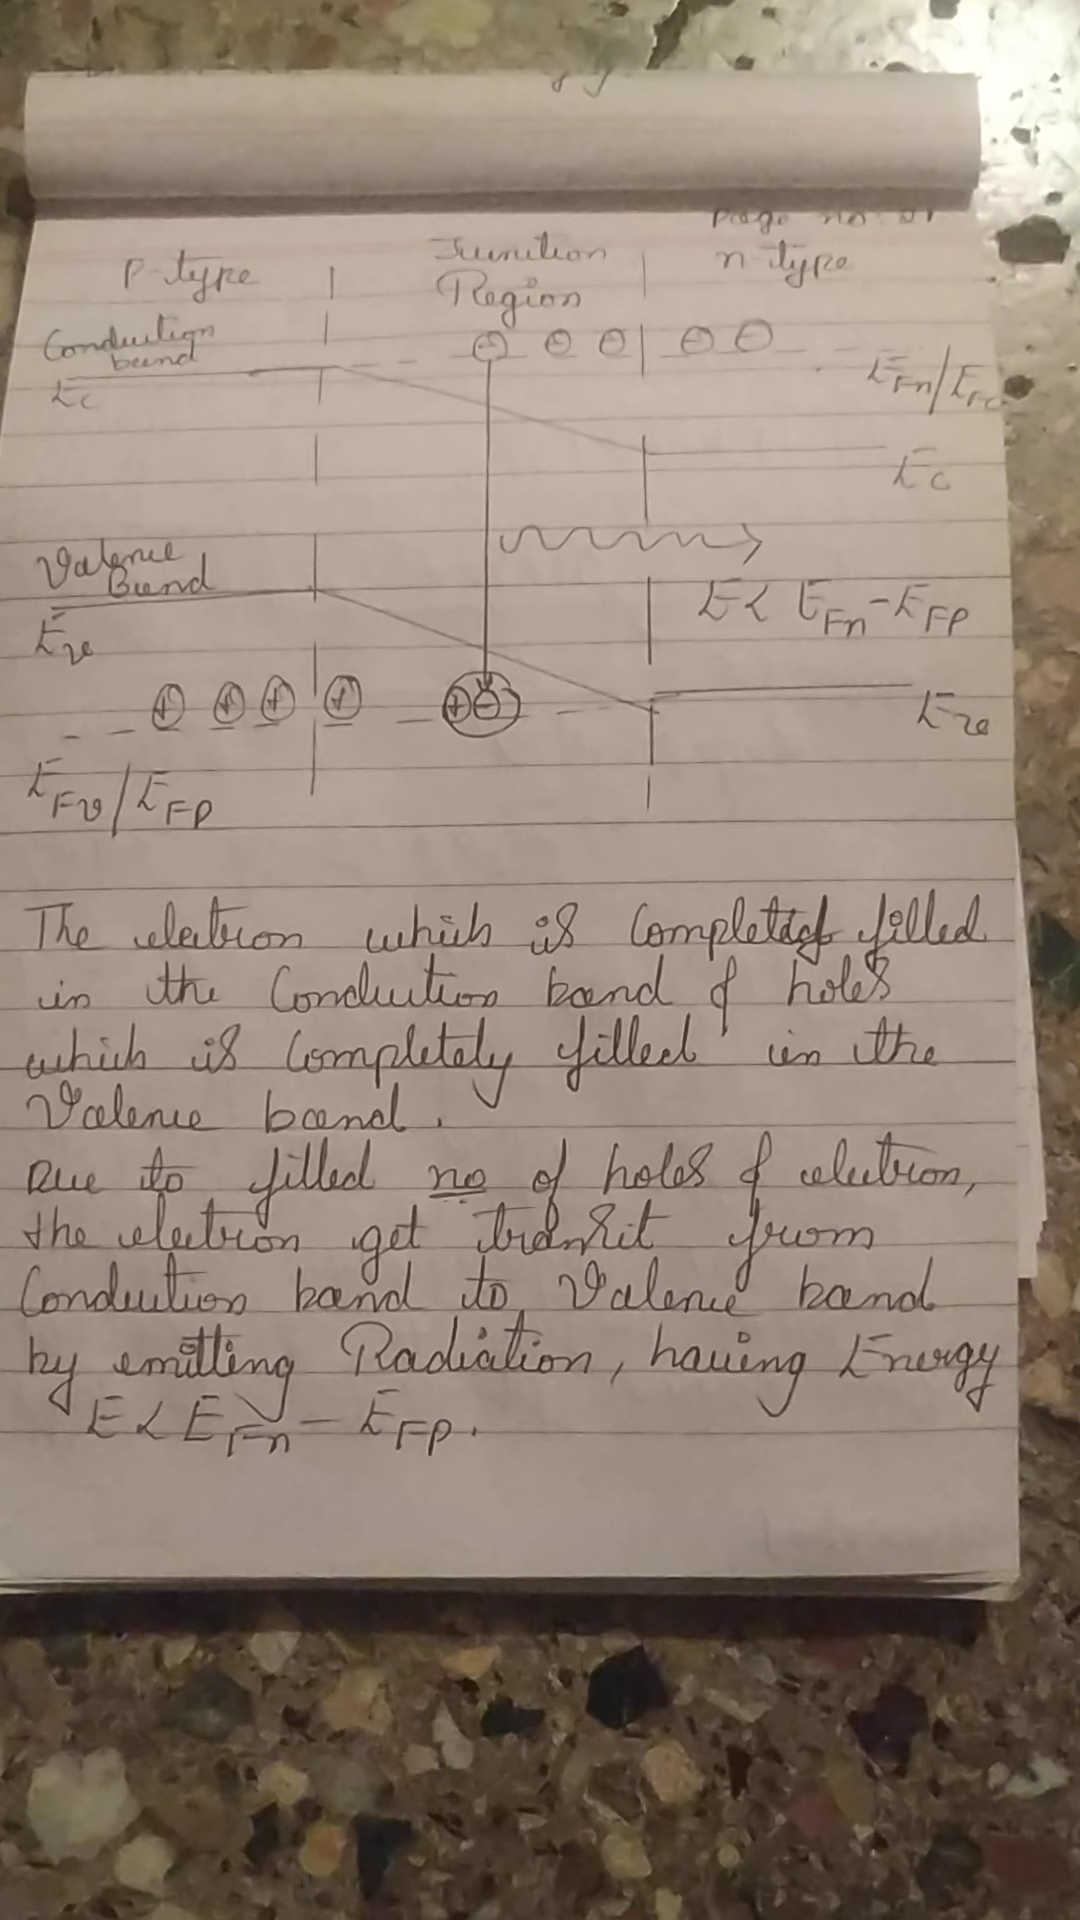 Page no: 01
P-type | Junction Region | n-type
Conduction band
Ec
EFn/EFc
Ec
Valence Band
Ev
E < EFn - EFp
Ev
EFv/EFp
The electron which is completely filled
in the Conduction band & holes
which is completely filled in the
Valence band.
Due to filled no of holes & electron,
the electron get transit from
Conduction band to Valence band
by emitting Radiation, having Energy
E < EFn - EFp.